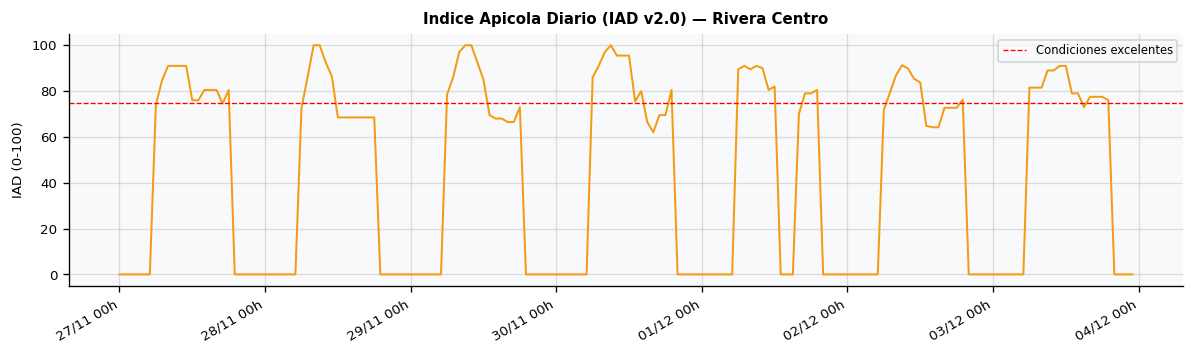 Indice Apicola Diario (IAD v2.0) — Rivera Centro
Condiciones excelentes
IAD (0-100)
100
80
60
40
20
0
27/11 00h
28/11 00h
29/11 00h
30/11 00h
01/12 00h
02/12 00h
03/12 00h
04/12 00h